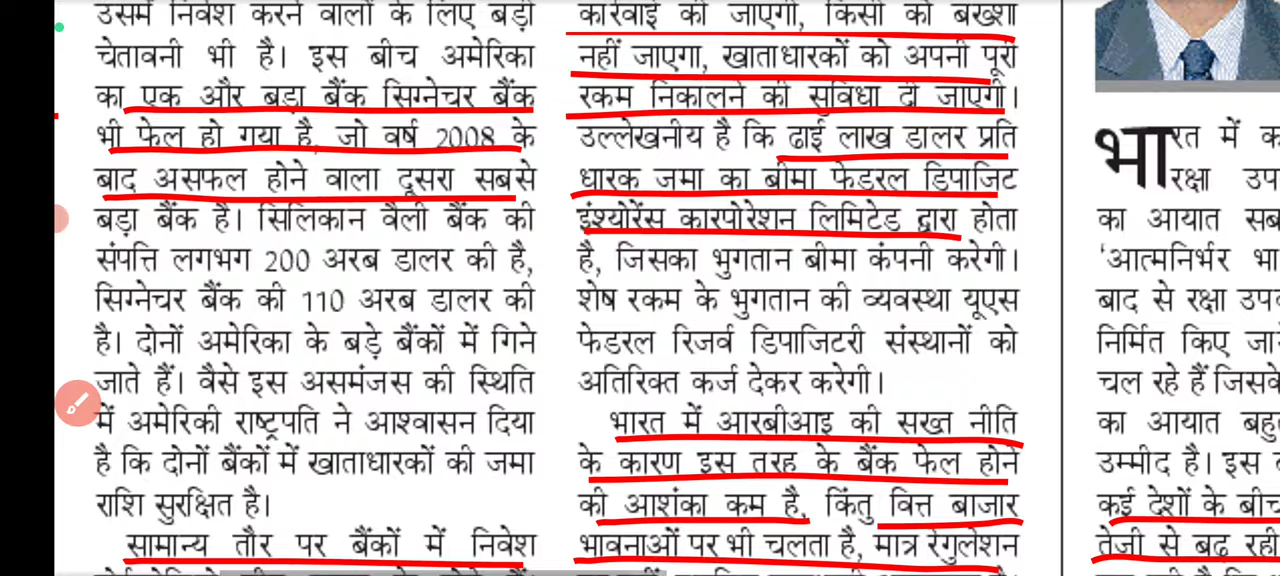 उसमें निवेश करने वालों के लिए बड़ी
चेतावनी भी है। इस बीच अमेरिका
का एक और बड़ा बैंक सिग्नेचर बैंक
भी फेल हो गया है, जो वर्ष 2008 के
बाद असफल होने वाला दूसरा सबसे
बड़ा बैंक है। सिलिकान वैली बैंक की
संपत्ति लगभग 200 अरब डालर की है,
सिग्नेचर बैंक की 110 अरब डालर की
है। दोनों अमेरिका के बड़े बैंकों में गिने
जाते हैं। वैसे इस असमंजस की स्थिति
में अमेरिकी राष्ट्रपति ने आश्वासन दिया
है कि दोनों बैंकों में खाताधारकों की जमा
राशि सुरक्षित है।
सामान्य तौर पर बैंकों में निवेश
कार्रवाई की जाएगी, किसी को बख्शा
नहीं जाएगा, खाताधारकों को अपनी पूरी
रकम निकालने की सुविधा दी जाएगी।
उल्लेखनीय है कि ढाई लाख डालर प्रति
धारक जमा का बीमा फेडरल डिपाजिट
इंश्योरेंस कारपोरेशन लिमिटेड द्वारा होता
है, जिसका भुगतान बीमा कंपनी करेगी।
शेष रकम के भुगतान की व्यवस्था यूएस
फेडरल रिजर्व डिपाजिटरी संस्थानों को
अतिरिक्त कर्ज देकर करेगी।
भारत में आरबीआइ की सख्त नीति
के कारण इस तरह के बैंक फेल होने
की आशंका कम है, किंतु वित्त बाजार
भावनाओं पर भी चलता है, मात्र रेगुलेशन
भारत में
रक्षा
का आयात
'आत्मनिर्भर
बाद से रक्षा
निर्मित किए
चल रहे हैं
का आयात
उम्मीद है। इस
कई देशों के बीच
तेजी से बढ़ रही